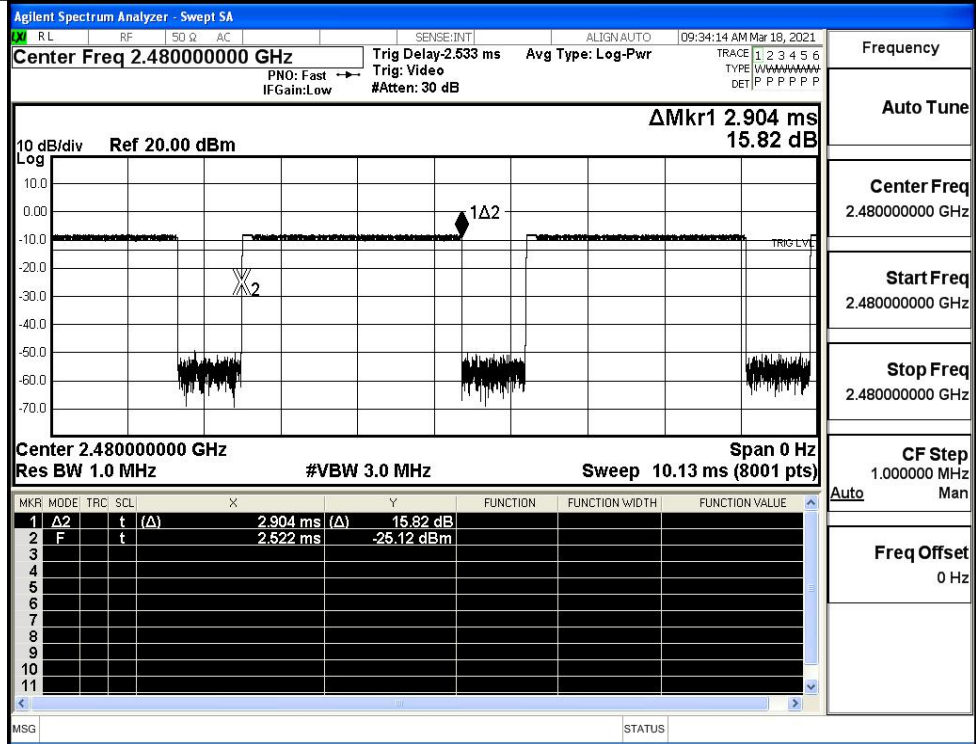 Agilent Spectrum Analyzer - Swept SA
LXI RL RF 50 Ω AC SENSE:INT ALIGN AUTO 09:34:14 AM Mar 18, 2021
Center Freq 2.480000000 GHz
PNO: Fast
IFGain:Low
Trig Delay-2.533 ms
Trig: Video
#Atten: 30 dB
Avg Type: Log-Pwr
TRACE 1 2 3 4 5 6
TYPE WWWWWW
DET P P P P P P
ΔMkr1 2.904 ms
15.82 dB
10 dB/div Ref 20.00 dBm
Log
10.0
0.00
-10.0
-20.0
-30.0
-40.0
-50.0
-60.0
-70.0
1Δ2
TRIG LVL
2
Center 2.480000000 GHz Span 0 Hz
Res BW 1.0 MHz #VBW 3.0 MHz Sweep 10.13 ms (8001 pts)
MKR MODE TRC SCL X Y FUNCTION FUNCTION WIDTH FUNCTION VALUE
1 Δ2 t (Δ) 2.904 ms (Δ) 15.82 dB
2 F t 2.522 ms -25.12 dBm
3
4
5
6
7
8
9
10
11
MSG STATUS
Frequency
Auto Tune
Center Freq
2.480000000 GHz
Start Freq
2.480000000 GHz
Stop Freq
2.480000000 GHz
CF Step
1.000000 MHz
Auto Man
Freq Offset
0 Hz